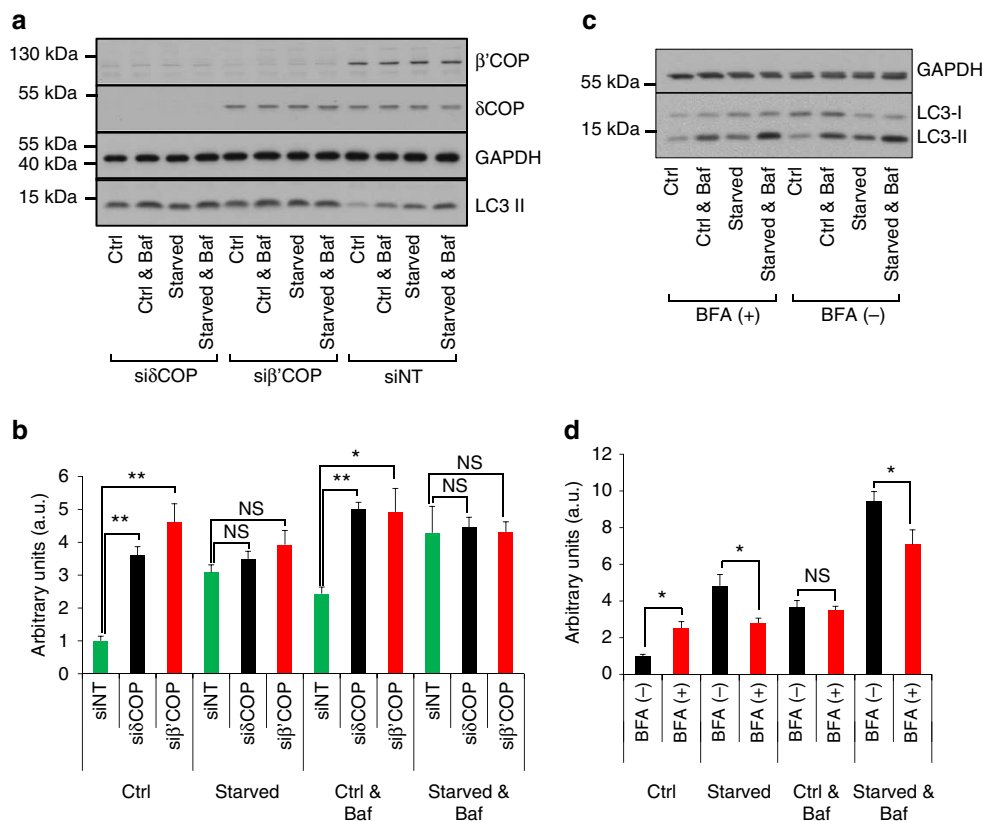 a
130 kDa
β'COP
55 kDa
δCOP
55 kDa
40 kDa
GAPDH
15 kDa
LC3 II
Ctrl
Ctrl & Baf
Starved
Starved & Baf
Ctrl
Ctrl & Baf
Starved
Starved & Baf
Ctrl
Ctrl & Baf
Starved
Starved & Baf
siδCOP
siβ'COP
siNT
c
55 kDa
GAPDH
LC3-I
15 kDa
LC3-II
Ctrl
Ctrl & Baf
Starved
Starved & Baf
Ctrl
Ctrl & Baf
Starved
Starved & Baf
BFA (+)
BFA (–)
b
Arbitrary units (a.u.)
6
5
4
3
2
1
0
**
**
NS
NS
*
**
NS
NS
siNT
siδCOP
siβ'COP
siNT
siδCOP
siβ'COP
siNT
siδCOP
siβ'COP
siNT
siδCOP
siβ'COP
Ctrl
Starved
Ctrl &
Baf
Starved &
Baf
d
Arbitrary units (a.u.)
12
10
8
6
4
2
0
*
*
NS
*
BFA (–)
BFA (+)
BFA (–)
BFA (+)
BFA (–)
BFA (+)
BFA (–)
BFA (+)
Ctrl
Starved
Ctrl &
Baf
Starved &
Baf